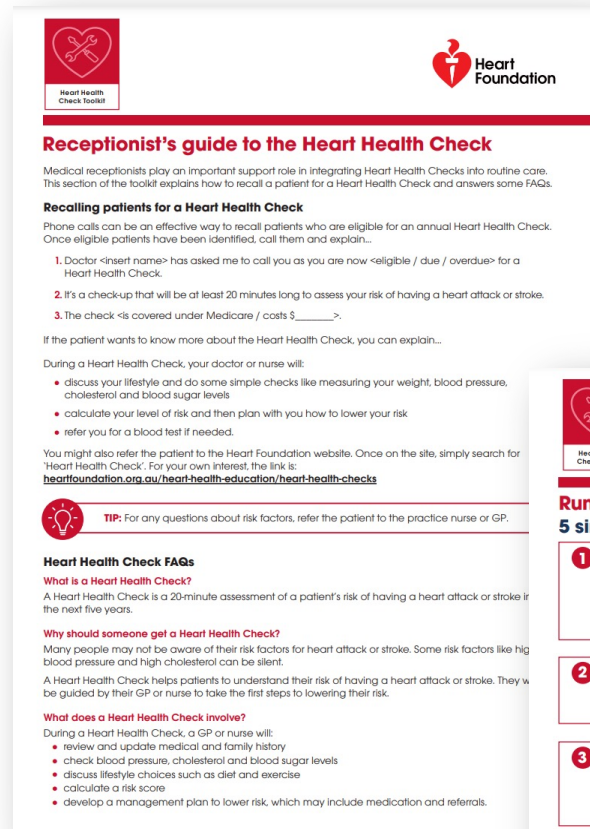 Heart Health
Check Toolkit
Heart
Foundation
Receptionist's guide to the Heart Health Check
Medical receptionists play an important support role in integrating Heart Health Checks into routine care.
This section of the toolkit explains how to recall a patient for a Heart Health Check and answers some FAQs.
Recalling patients for a Heart Health Check
Phone calls can be an effective way to recall patients who are eligible for an annual Heart Health Check.
Once eligible patients have been identified, call them and explain...
1. Doctor <insert name> has asked me to call you as you are now <eligible / due / overdue> for a
Heart Health Check.
2. It's a check-up that will be at least 20 minutes long to assess your risk of having a heart attack or stroke.
3. The check <is covered under Medicare / costs $______>.
If the patient wants to know more about the Heart Health Check, you can explain...
During a Heart Health Check, your doctor or nurse will:
• discuss your lifestyle and do some simple checks like measuring your weight, blood pressure,
cholesterol and blood sugar levels
• calculate your level of risk and then plan with you how to lower your risk
• refer you for a blood test if needed.
You might also refer the patient to the Heart Foundation website. Once on the site, simply search for
'Heart Health Check'. For your own interest, the link is:
heartfoundation.org.au/heart-health-education/heart-health-checks
TIP: For any questions about risk factors, refer the patient to the practice nurse or GP.
Heart Health Check FAQs
What is a Heart Health Check?
A Heart Health Check is a 20-minute assessment of a patient's risk of having a heart attack or stroke
the next five years.
Why should someone get a Heart Health Check?
Many people may not be aware of their risk factors for heart attack or stroke. Some risk factors like
blood pressure and high cholesterol can be silent.
A Heart Health Check helps patients to understand their risk of having a heart attack or stroke. They
be guided by their GP or nurse to take the first steps to lowering their risk.
What does a Heart Health Check involve?
During a Heart Health Check, a GP or nurse will:
• review and update medical and family history
• check blood pressure, cholesterol and blood sugar levels
• discuss lifestyle choices such as diet and exercise
• calculate a risk score
• develop a management plan to lower risk, which may include medication and referrals.
5
1
2
3